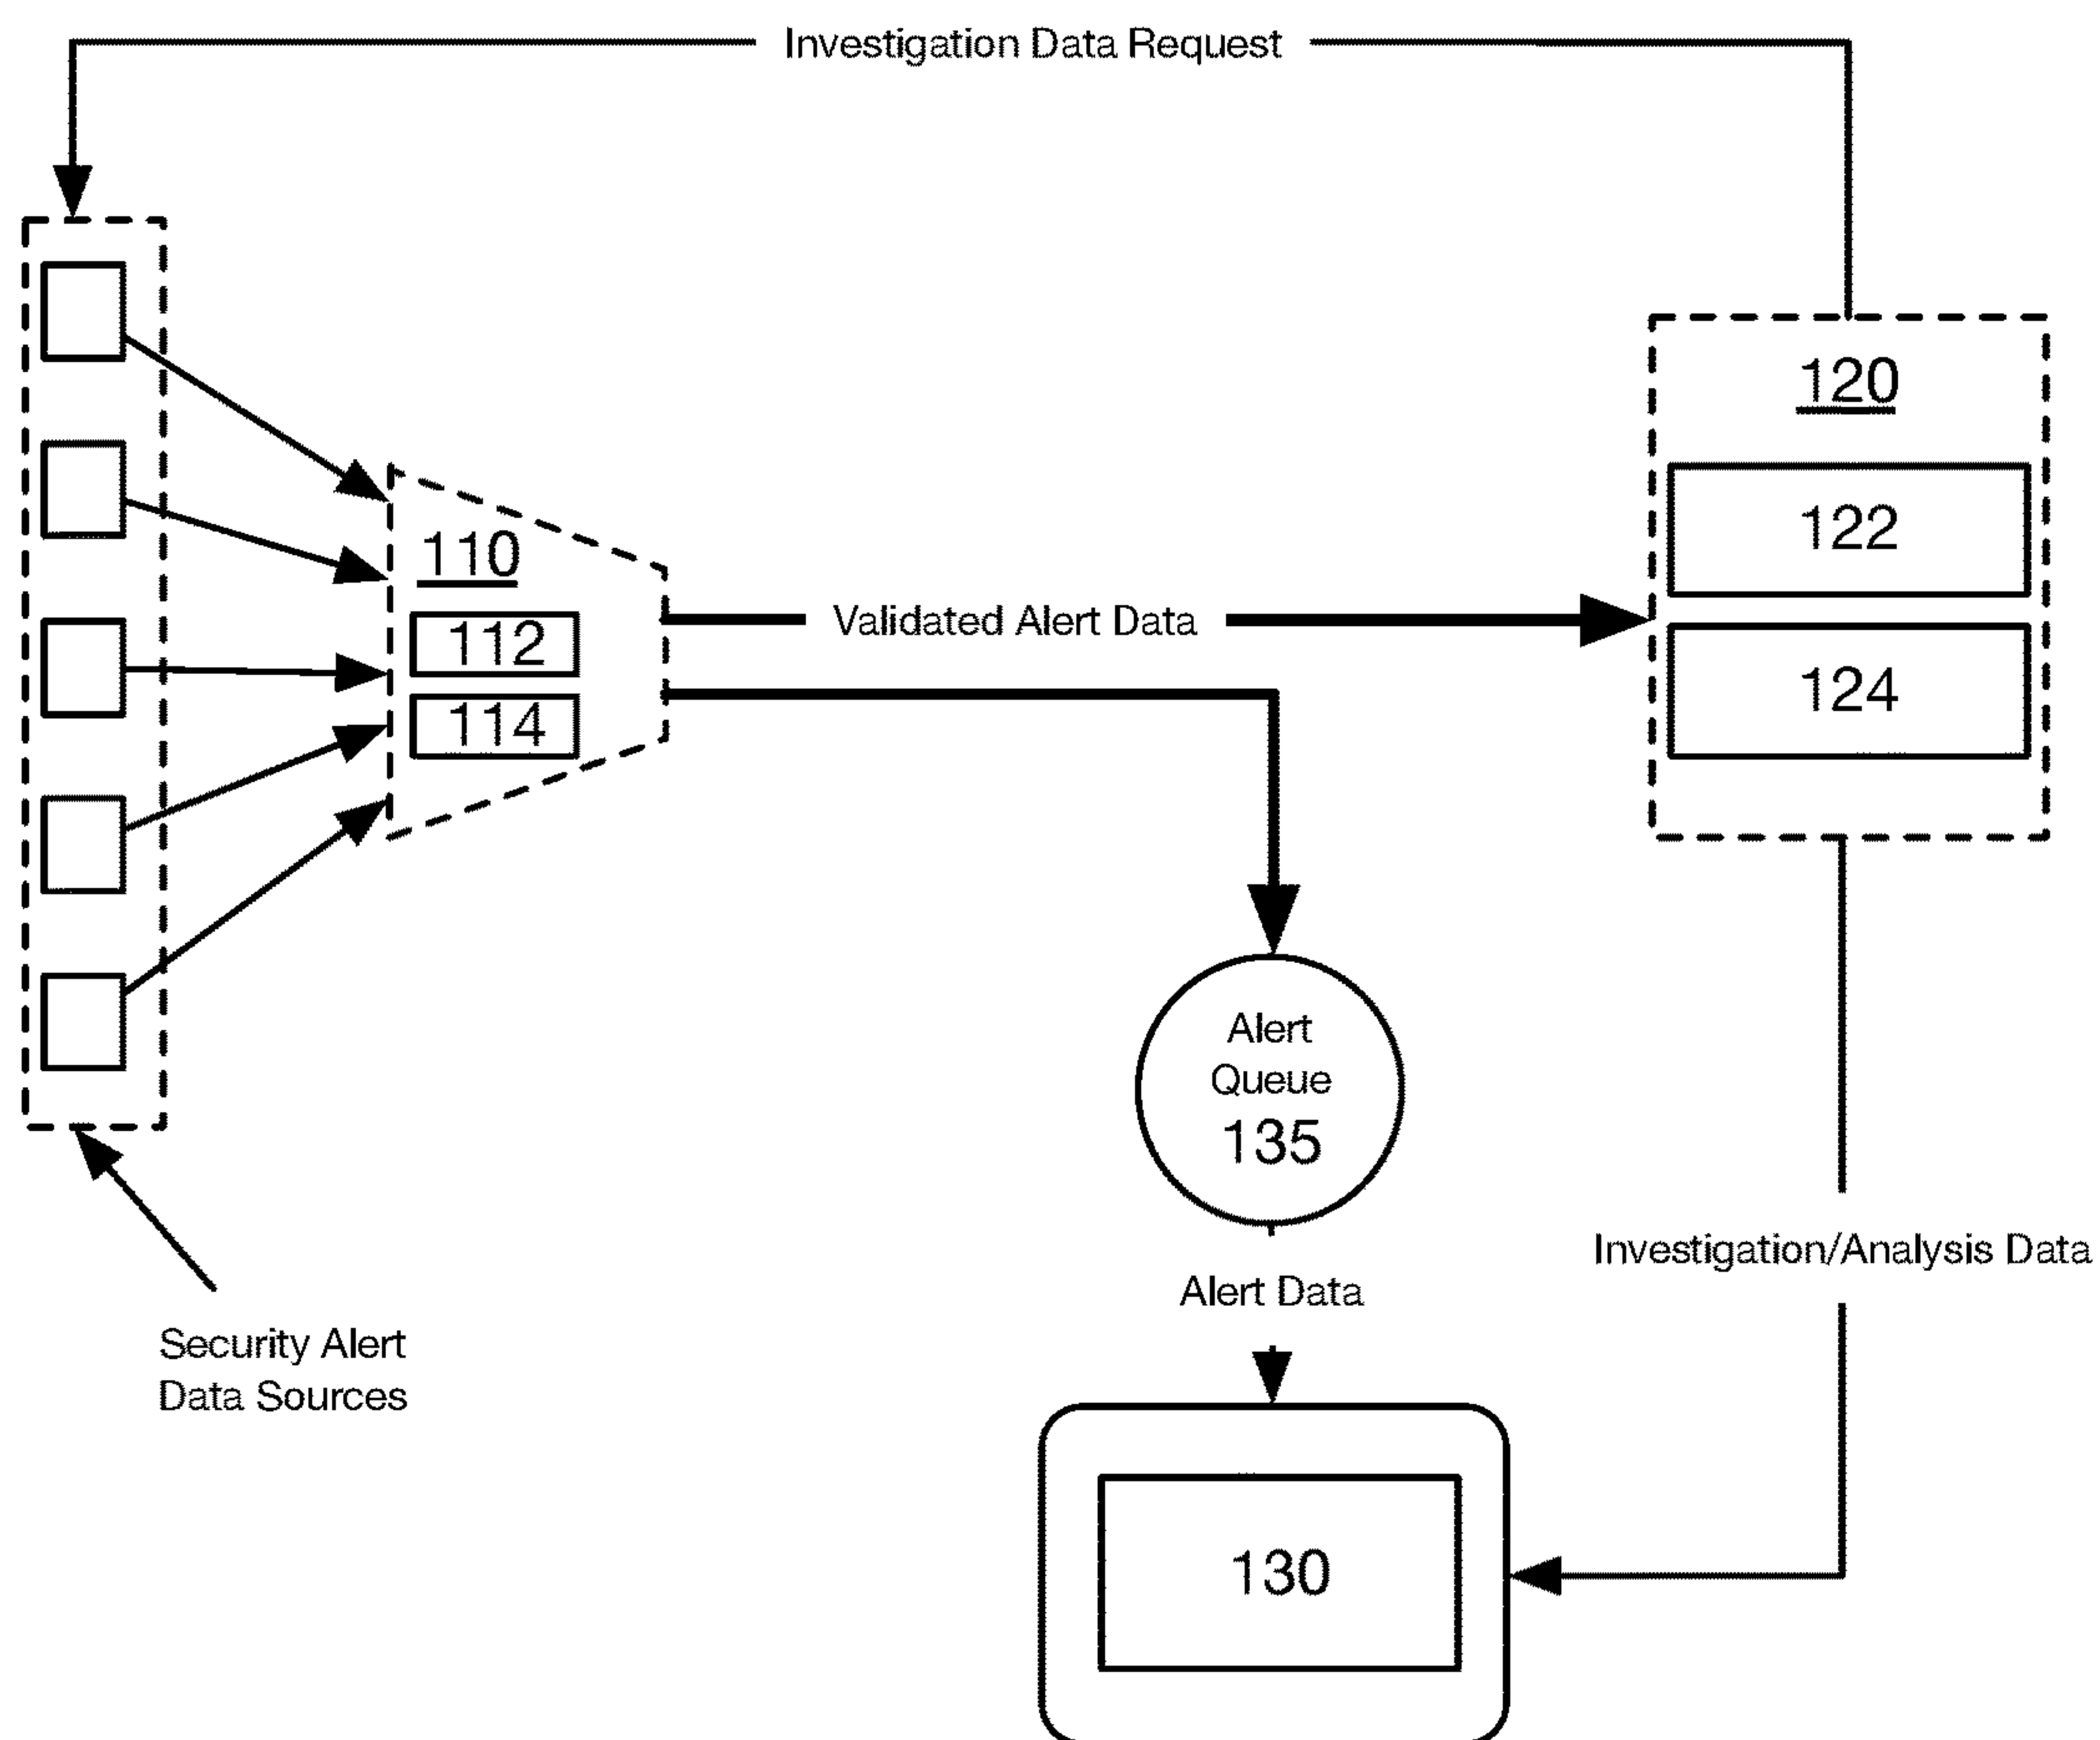 Investigation Data Request
120
122
110
Validated Alert Data
112
124
114
Alert
Queue
135
Investigation/Analysis Data
Alert Data
Security Alert
Data Sources
130